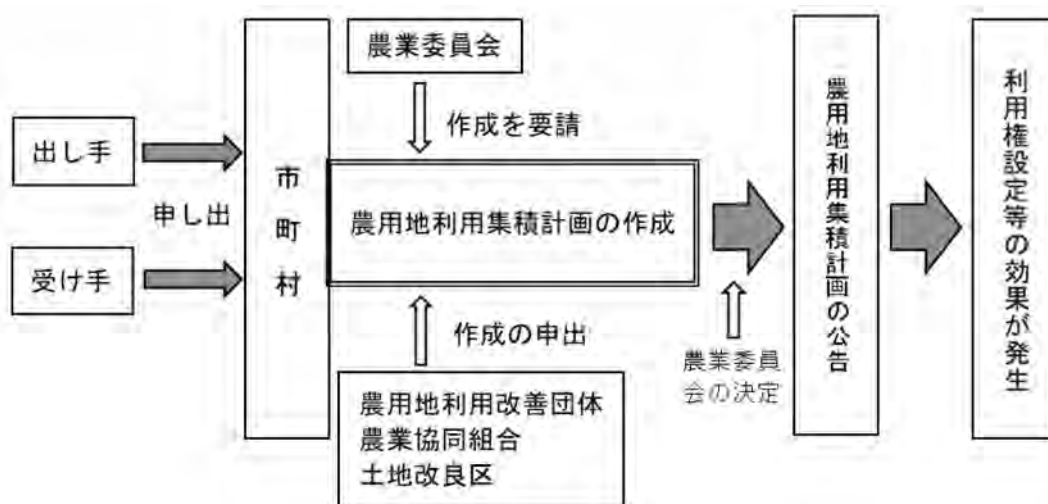 農業委員会
作成を要請
出し手
申し出
受け手
市町村
農用地利用集積計画の作成
作成の申出
農用地利用改善団体
農業協同組合
土地改良区
農業委員
会の決定
農用地利用集積計画の公告
利用権設定等の効果が発生